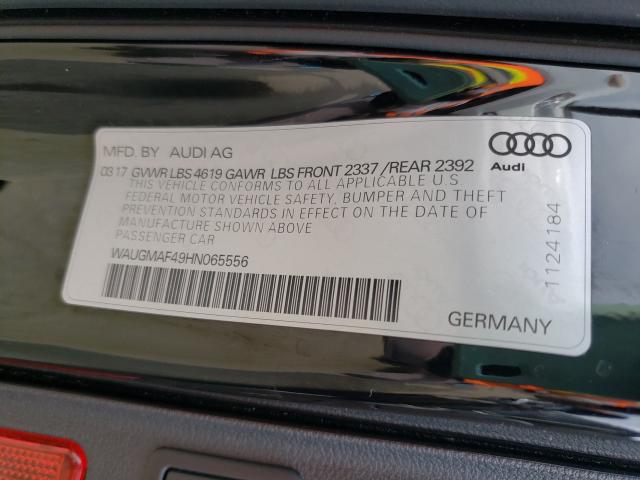 MFD. BY AUDI AG
0317 GVWR LBS 4619 GAWR LBS FRONT 2337 /REAR 2392
THIS VEHICLE CONFORMS TO ALL APPLICABLE U.S
FEDERAL MOTOR VEHICLE SAFETY, BUMPER AND THEFT
PREVENTION STANDARDS IN EFFECT ON THE DATE OF
MANUFACTURE SHOWN ABOVE
PASSENGER CAR
WAUGMAF49HN065556
Audi
1124184
GERMANY